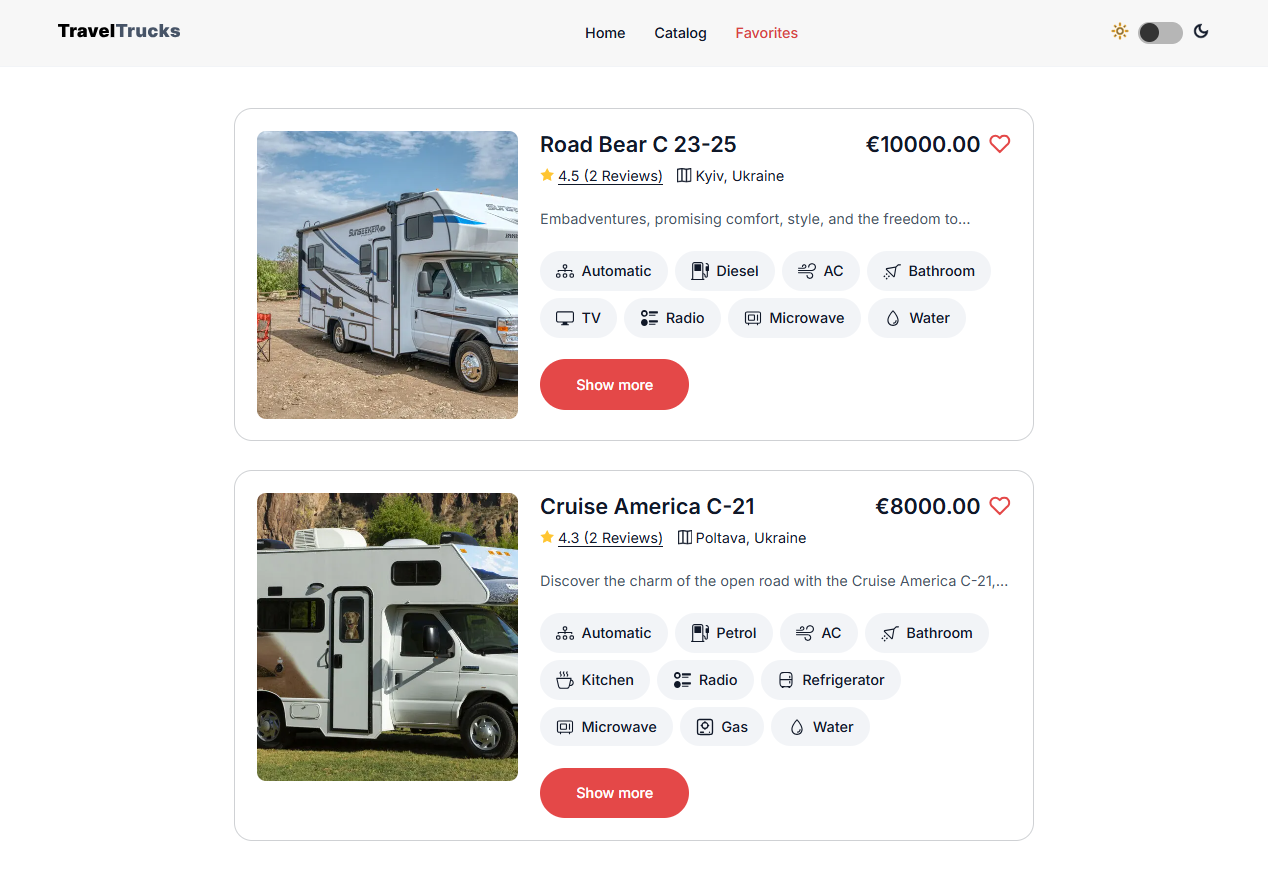 TravelTrucks
Home Catalog Favorites
Road Bear C 23-25 €10000.00
4.5 (2 Reviews) Kyiv, Ukraine
Embadventures, promising comfort, style, and the freedom to...
Automatic Diesel AC Bathroom
TV Radio Microwave Water
Show more
SUNSEEKER
Cruise America C-21 €8000.00
4.3 (2 Reviews) Poltava, Ukraine
Discover the charm of the open road with the Cruise America C-21,...
Automatic Petrol AC Bathroom
Kitchen Radio Refrigerator
Microwave Gas Water
Show more